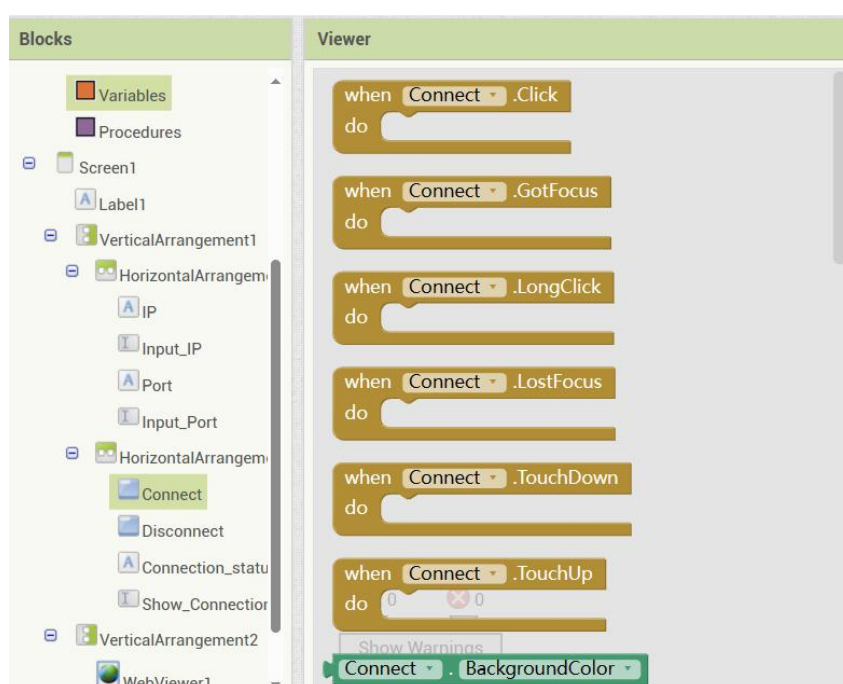 Blocks
Variables
Procedures
Screen1
Label1
VerticalArrangement1
HorizontalArrangem
IP
Input_IP
Port
Input_Port
HorizontalArrangem
Connect
Disconnect
Connection_statu
Show_Connection
VerticalArrangement2
WebViewer1
Viewer
when Connect .Click
do
when Connect .GotFocus
do
when Connect .LongClick
do
when Connect .LostFocus
do
when Connect .TouchDown
do
when Connect .TouchUp
do 0 0
Show Warnings
Connect . BackgroundColor